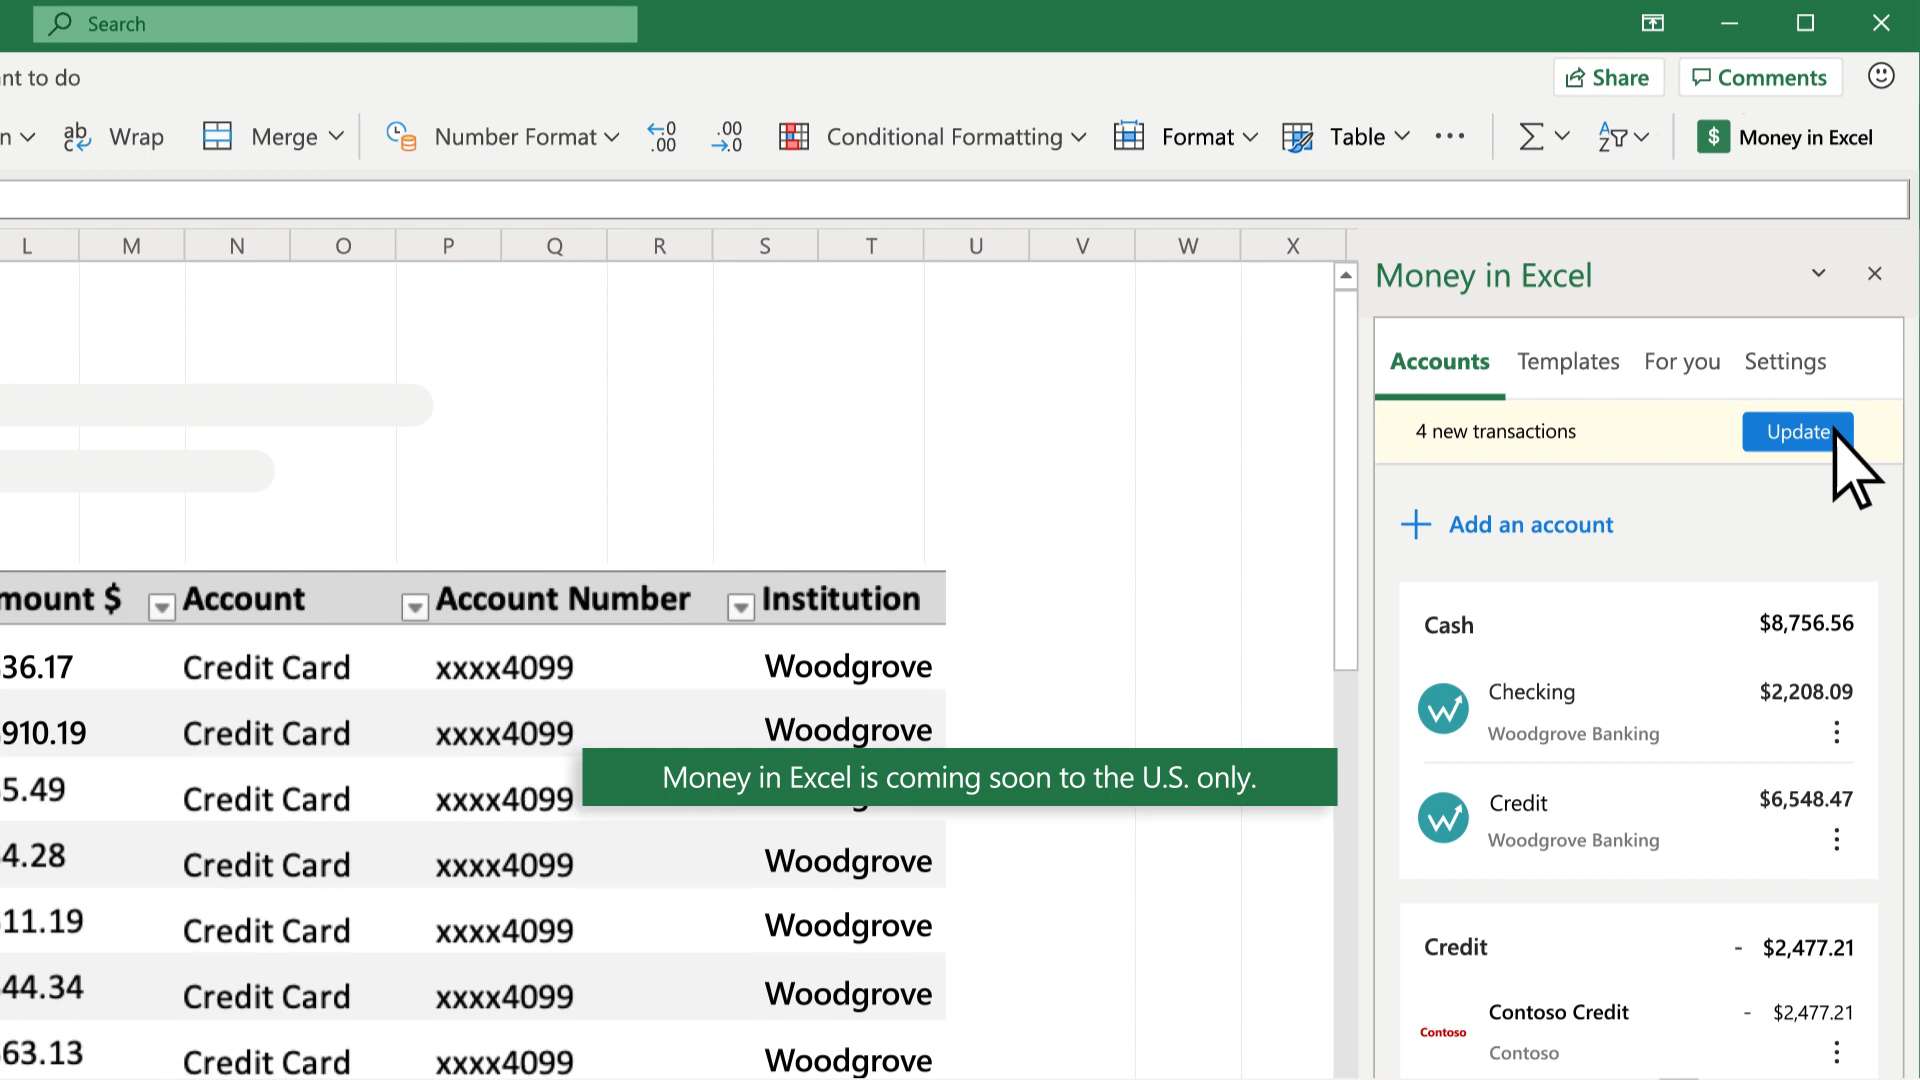 Search
nt to do
Share
Comments
n
ab
c
Wrap
Merge
Number Format
←0
.00
.00
→.0
Conditional Formatting
Format
Table
...
Σ
A
Z
$
Money in Excel
L M N O P Q R S T U V W X
Money in Excel
Accounts Templates For you Settings
4 new transactions
Update
+ Add an account
mount $ Account Account Number Institution
36.17 Credit Card xxxx4099 Woodgrove
910.19 Credit Card xxxx4099 Woodgrove
5.49 Credit Card xxxx4099
4.28 Credit Card xxxx4099 Woodgrove
11.19 Credit Card xxxx4099 Woodgrove
44.34 Credit Card xxxx4099 Woodgrove
63.13 Credit Card xxxx4099 Woodgrove
Money in Excel is coming soon to the U.S. only.
Cash $8,756.56
W
Checking $2,208.09
Woodgrove Banking
W
Credit $6,548.47
Woodgrove Banking
Credit - $2,477.21
Contoso
Contoso Credit - $2,477.21
Contoso